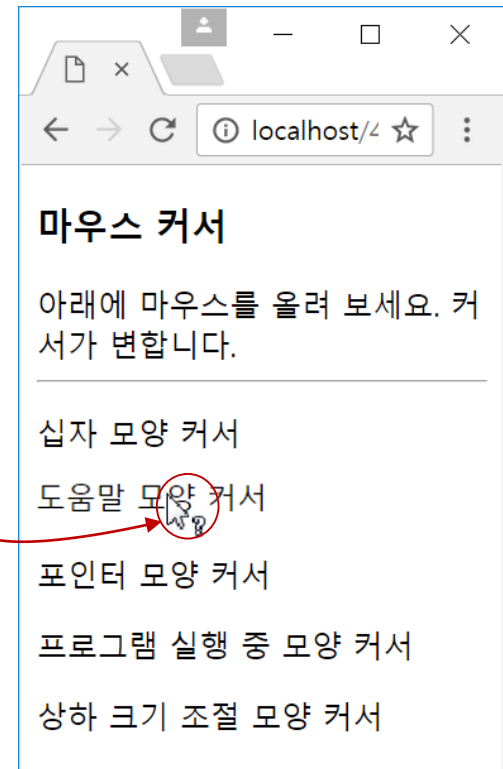 localhost/4
마우스 커서
아래에 마우스를 올려 보세요. 커
서가 변합니다.
십자 모양 커서
도움말 모양 커서
포인터 모양 커서
프로그램 실행 중 모양 커서
상하 크기 조절 모양 커서